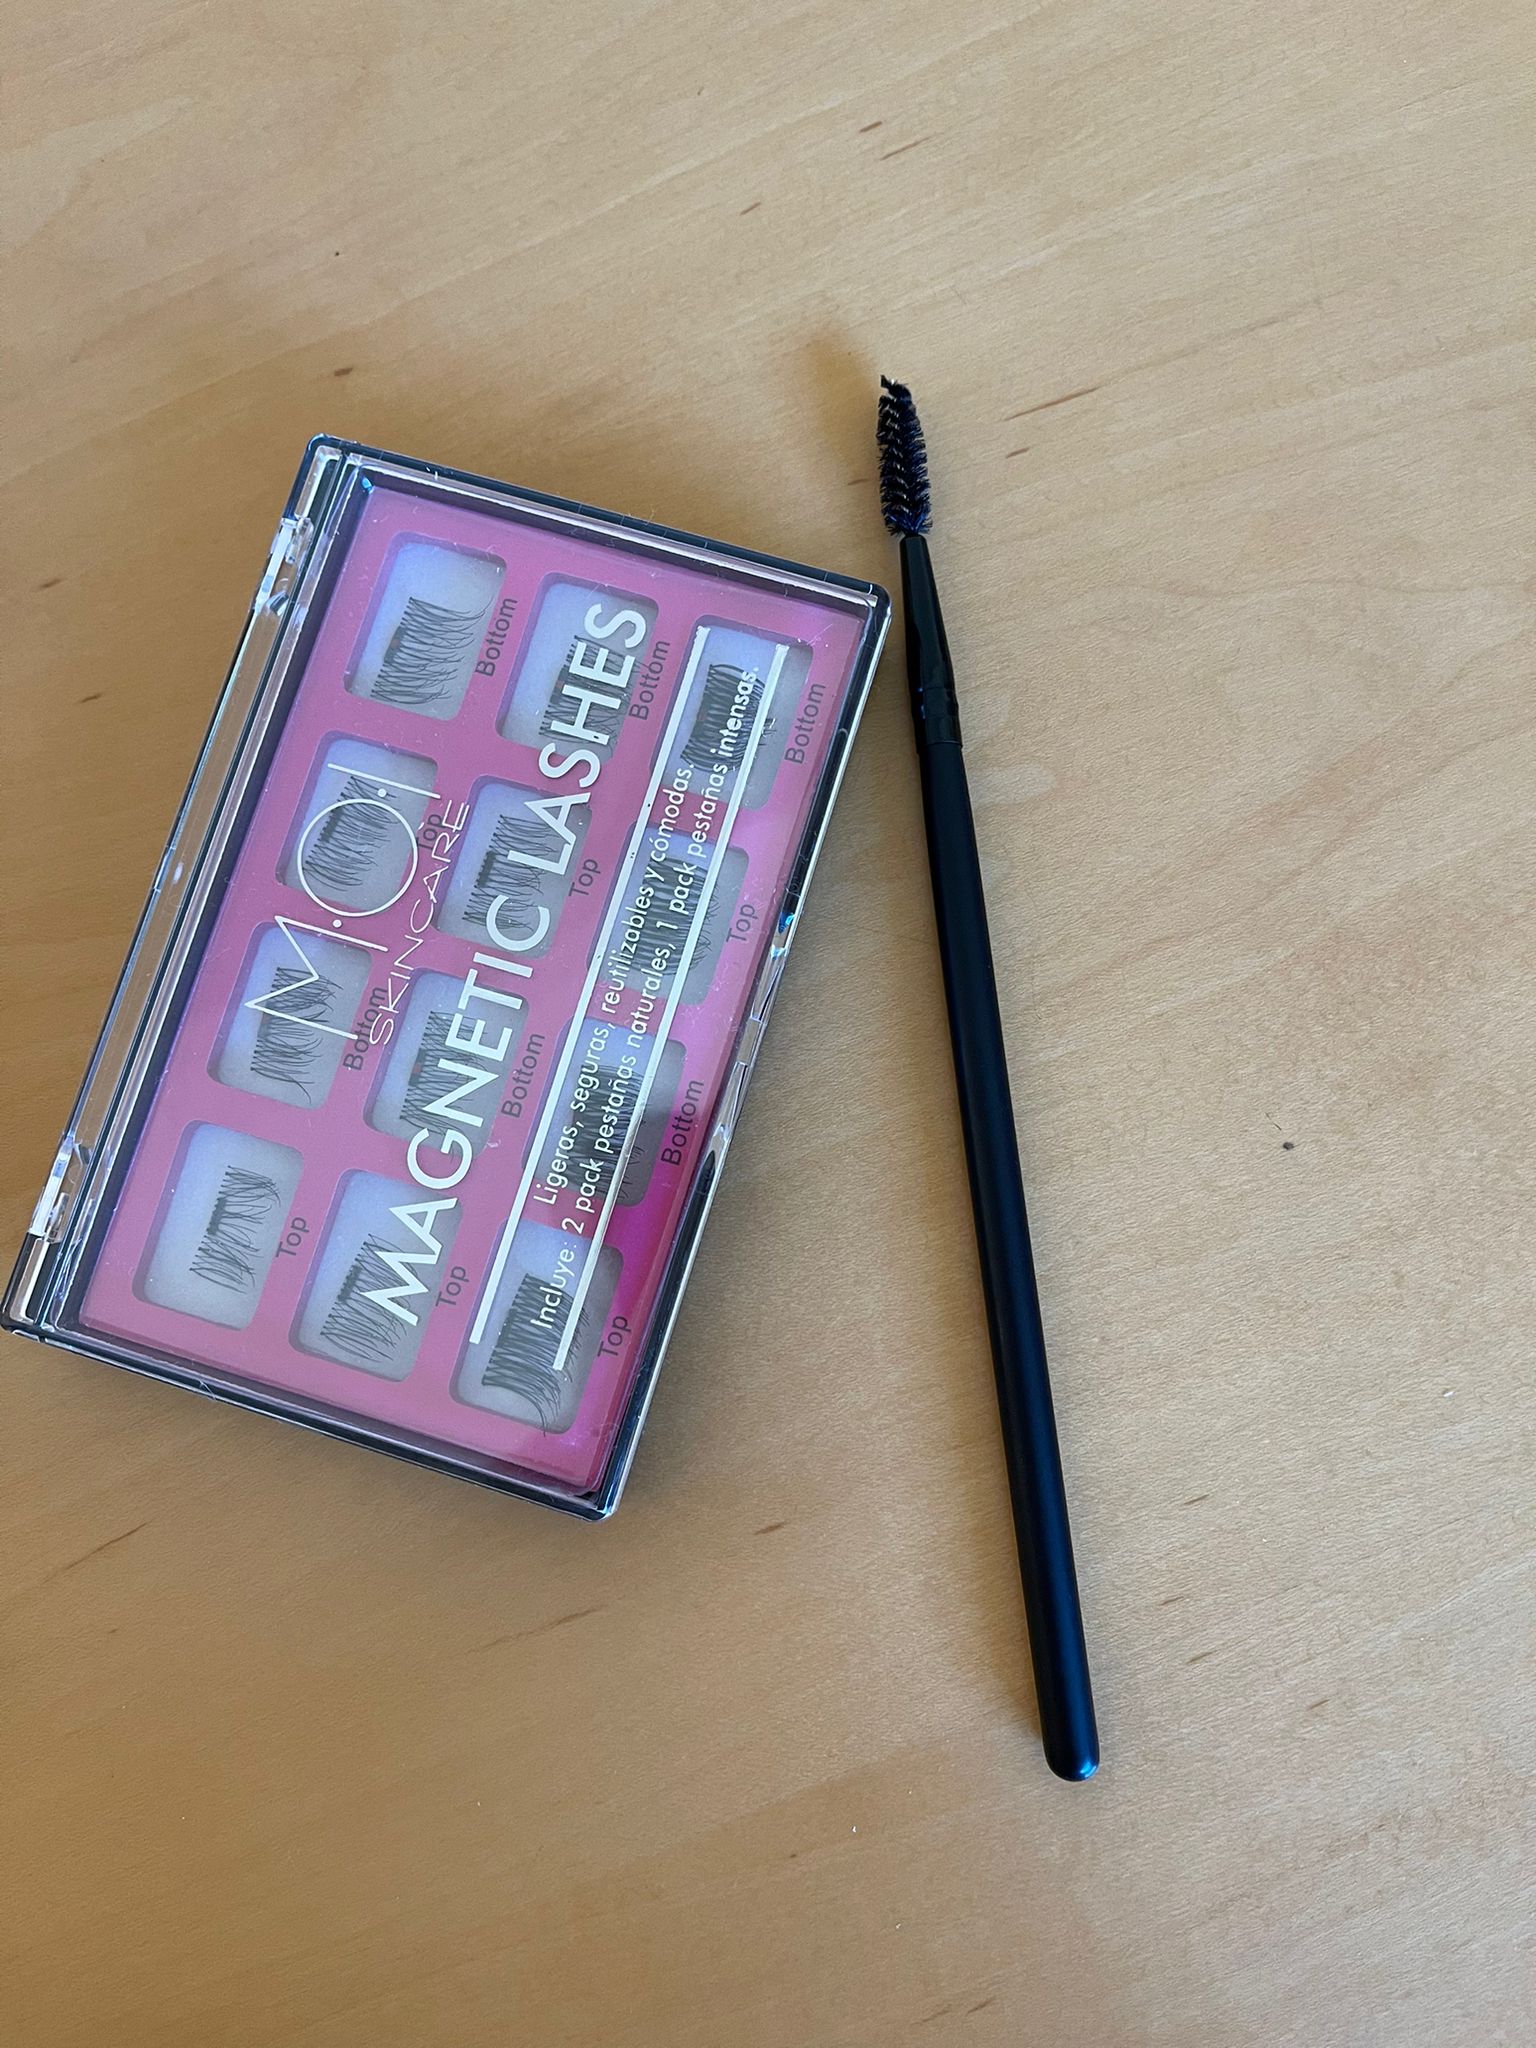 M·O·I
SKINCARE
MAGNETIC LASHES
Ligeras, seguras, reutilizables y cómodas.
Incluye: 2 pack pestañas naturales, 1 pack pestañas intensas.
Top
Bottom
Top
Bottom
Top
Bottom
Top
Bottom
Top
Bottom
Top
Bottom